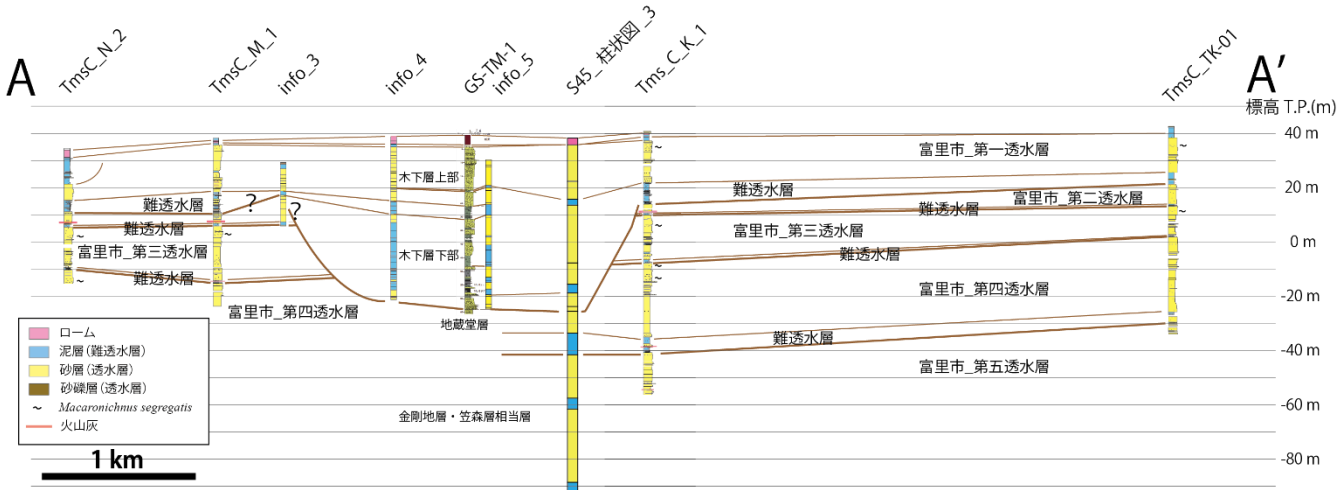 A
TmsC_N_2
TmsC_M_1
info_3
info_4
GS-TM-1
info_5
S45_ 柱状図 _3
Tms_C_K_1
TmsC_TK-01
A'
標高 T.P.(m)
40 m
20 m
0 m
-20 m
-40 m
-60 m
-80 m
富里市_第一透水層
木下層上部
難透水層
富里市_第二透水層
難透水層
?
?
難透水層
難透水層
富里市_第三透水層
富里市_第三透水層
木下層下部
難透水層
難透水層
富里市_第四透水層
富里市_第四透水層
地蔵堂層
難透水層
富里市_第五透水層
金剛地層・笠森層相当層
ローム
泥層(難透水層)
砂層(透水層)
砂礫層(透水層)
~ Macaronichnus segregatis
火山灰
1 km